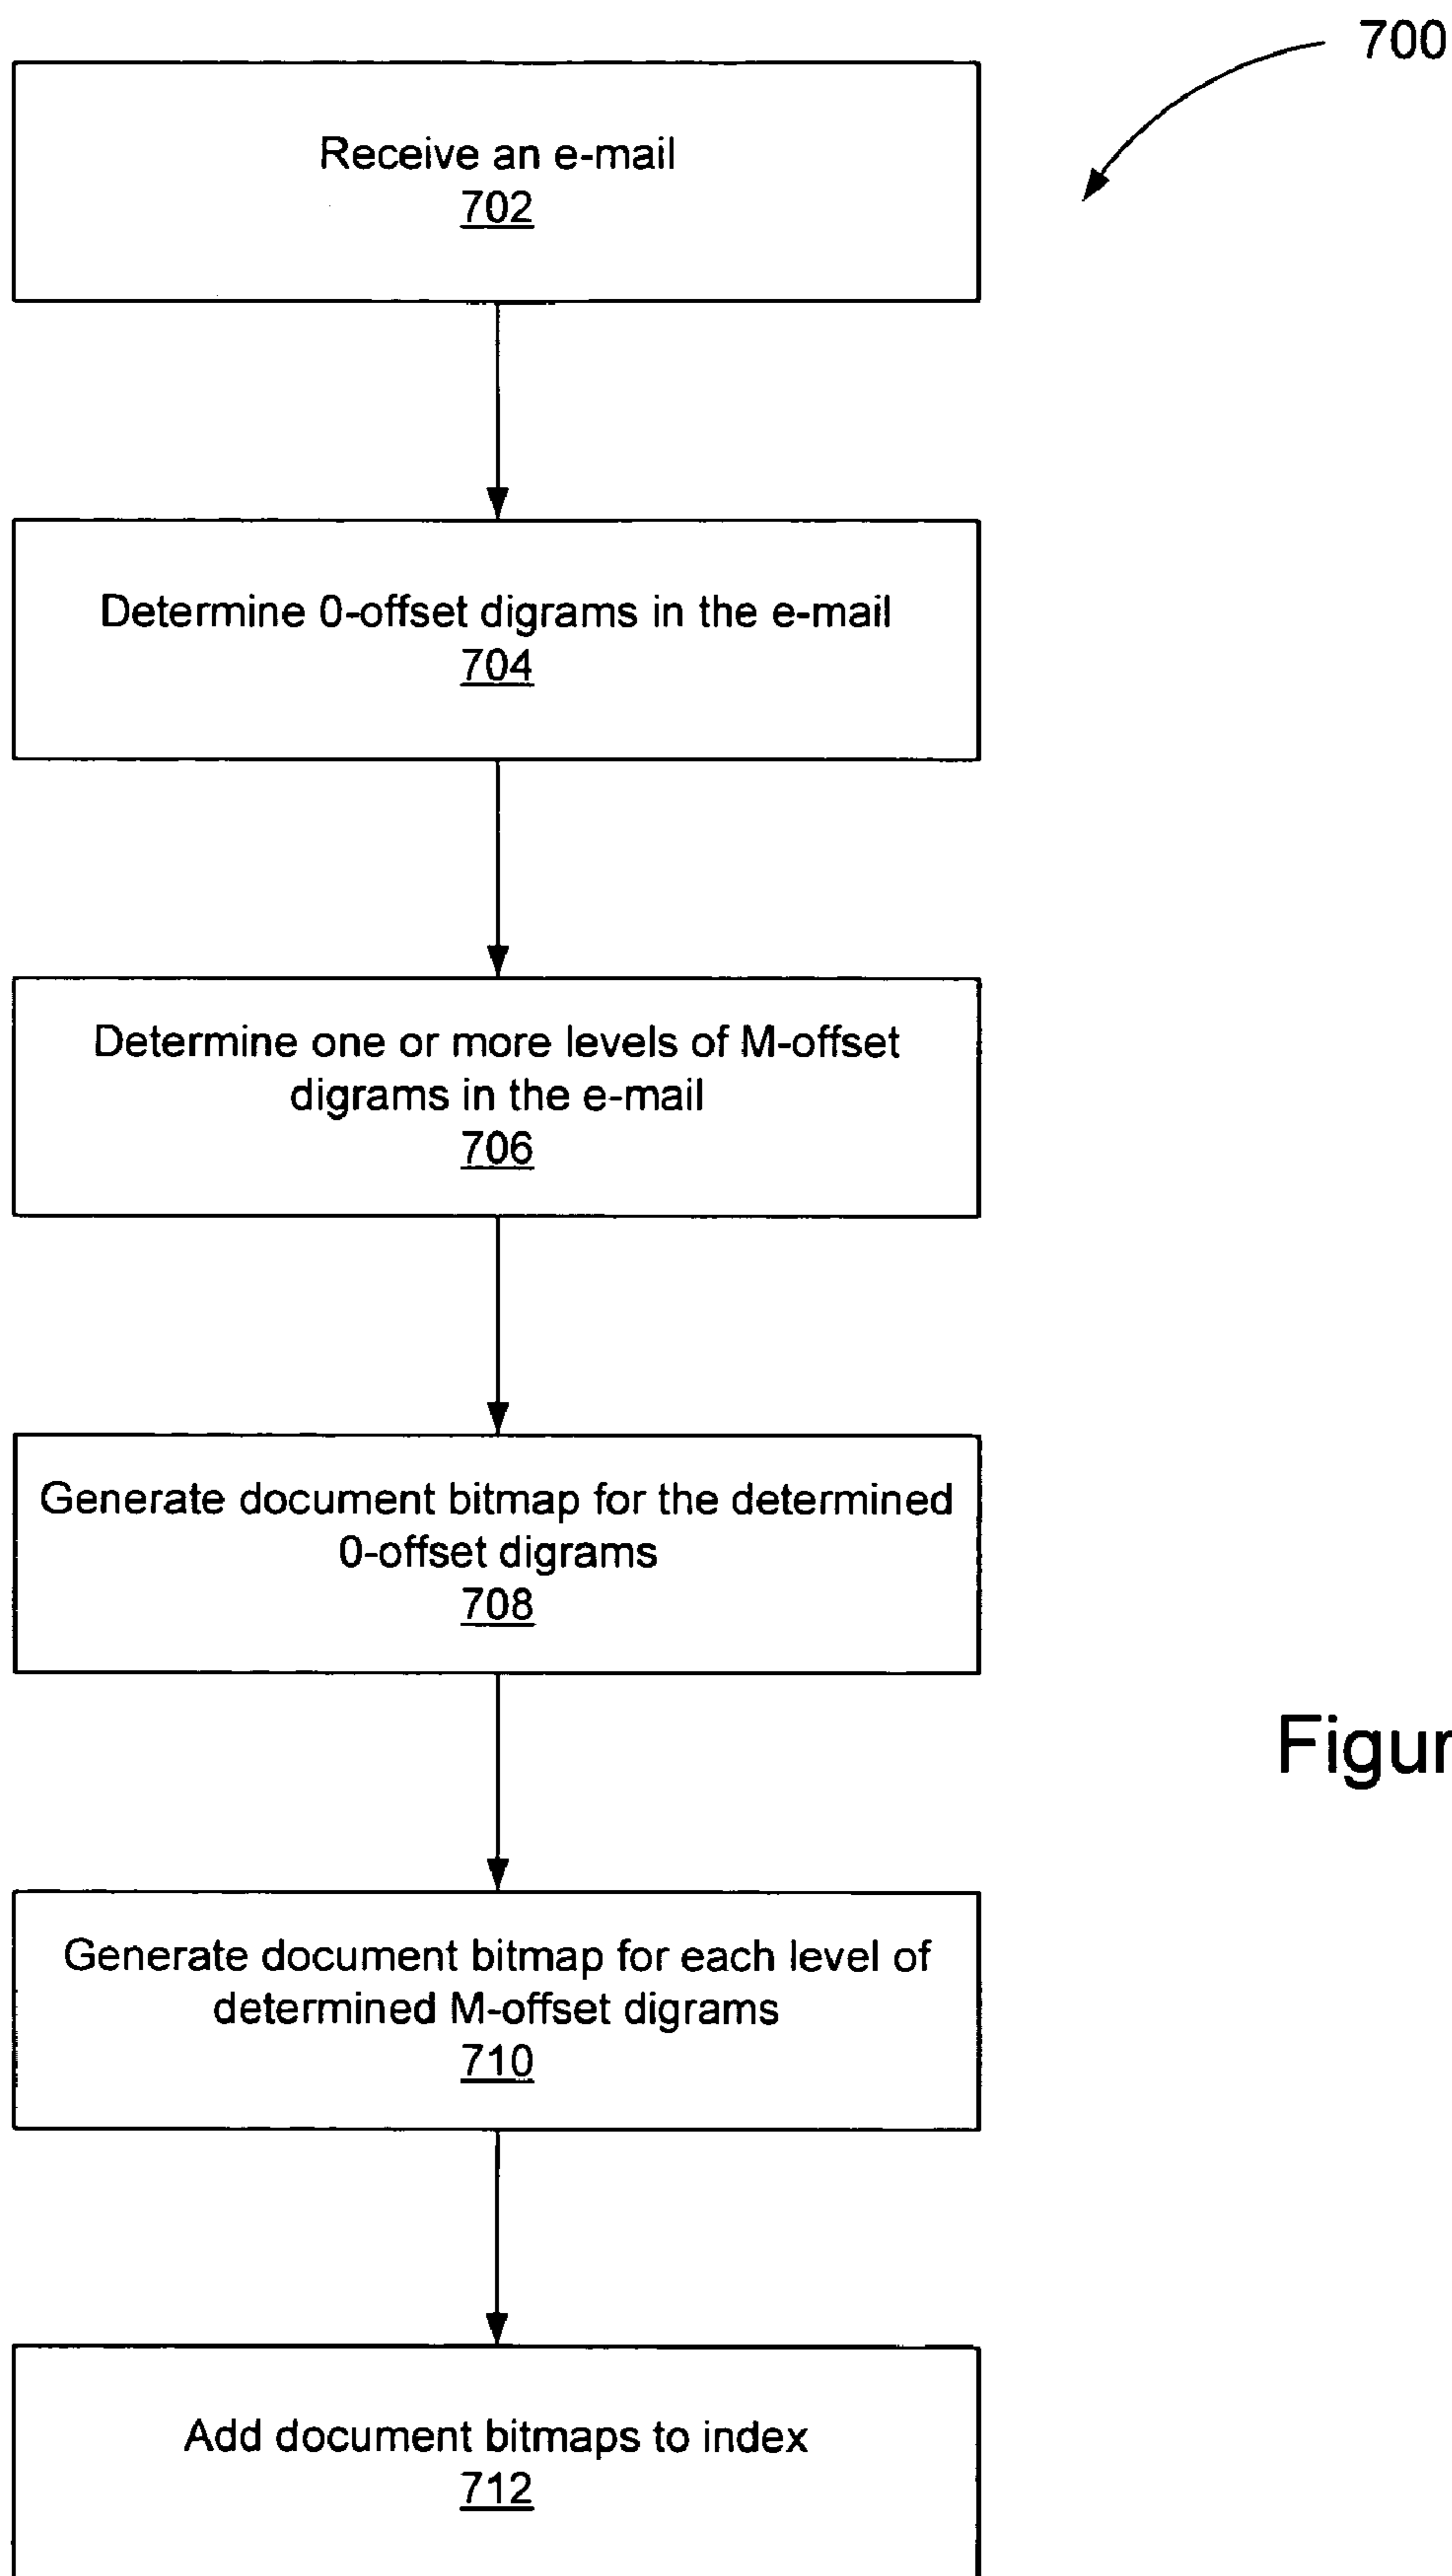 700
Receive an e-mail
702
Determine 0-offset digrams in the e-mail
704
Determine one or more levels of M-offset
digrams in the e-mail
706
Generate document bitmap for the determined
0-offset digrams
708
Generate document bitmap for each level of
determined M-offset digrams
710
Add document bitmaps to index
712